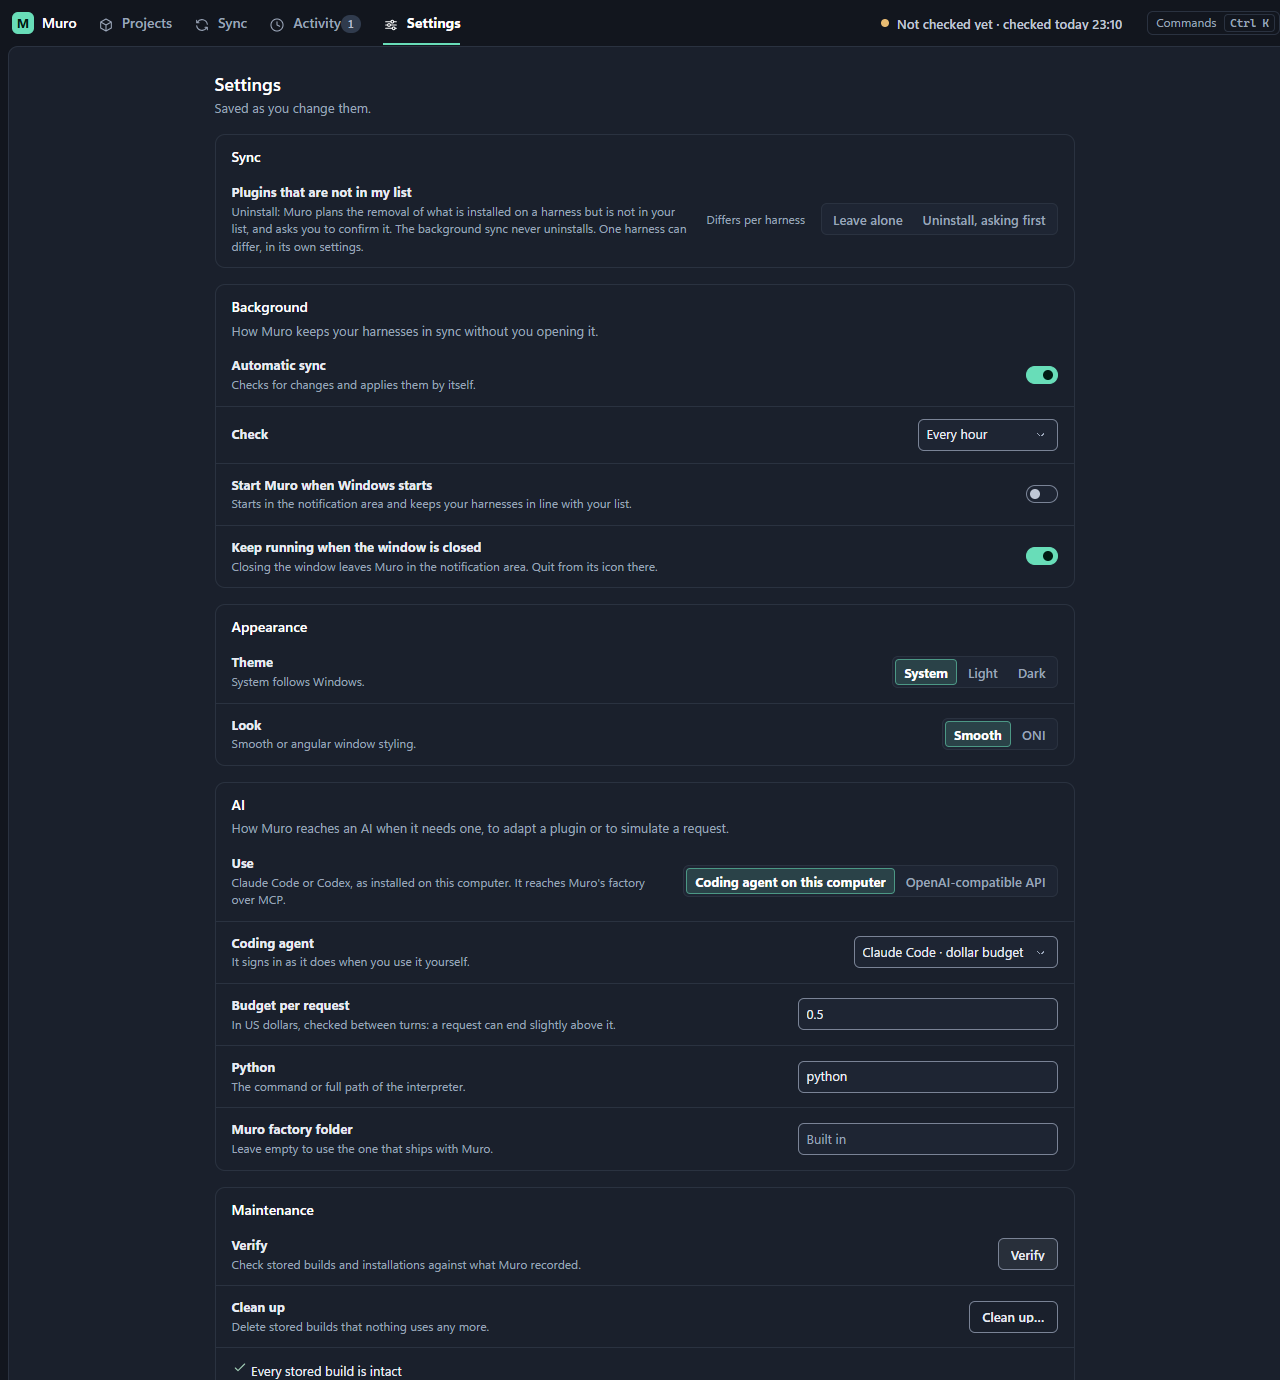 M Muro Projects Sync Activity 1 Settings Not checked yet · checked today 23:10 Commands Ctrl K
Settings
Saved as you change them.
Sync
Plugins that are not in my list
Uninstall: Muro plans the removal of what is installed on a harness but is not in your
list, and asks you to confirm it. The background sync never uninstalls. One harness can
differ, in its own settings.
Differs per harness Leave alone Uninstall, asking first
Background
How Muro keeps your harnesses in sync without you opening it.
Automatic sync
Checks for changes and applies them by itself.
Check Every hour
Start Muro when Windows starts
Starts in the notification area and keeps your harnesses in line with your list.
Keep running when the window is closed
Closing the window leaves Muro in the notification area. Quit from its icon there.
Appearance
Theme
System follows Windows.
System Light Dark
Look
Smooth or angular window styling.
Smooth ONI
AI
How Muro reaches an AI when it needs one, to adapt a plugin or to simulate a request.
Use
Claude Code or Codex, as installed on this computer. It reaches Muro's factory
over MCP.
Coding agent on this computer OpenAI-compatible API
Coding agent
It signs in as it does when you use it yourself.
Claude Code · dollar budget
Budget per request
In US dollars, checked between turns: a request can end slightly above it.
0.5
Python
The command or full path of the interpreter.
python
Muro factory folder
Leave empty to use the one that ships with Muro.
Built in
Maintenance
Verify
Check stored builds and installations against what Muro recorded.
Verify
Clean up
Delete stored builds that nothing uses any more.
Clean up...
Every stored build is intact